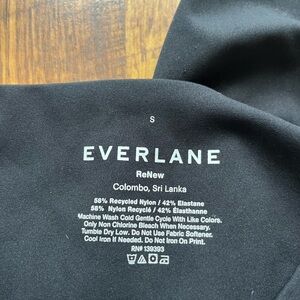 S
EVERLANE
ReNew
Colombo, Sri Lanka
58% Recycled Nylon / 42% Elastene
58% Nylon Recyclé / 42% Elasthanne
Machine Wash Cold Gentle Cycle With Like Colors.
Only Non Chlorine Bleach When Necessary.
Tumble Dry Low. Do Not Use Fabric Softener.
Cool Iron If Needed. Do Not Iron On Print.
RN# 139393